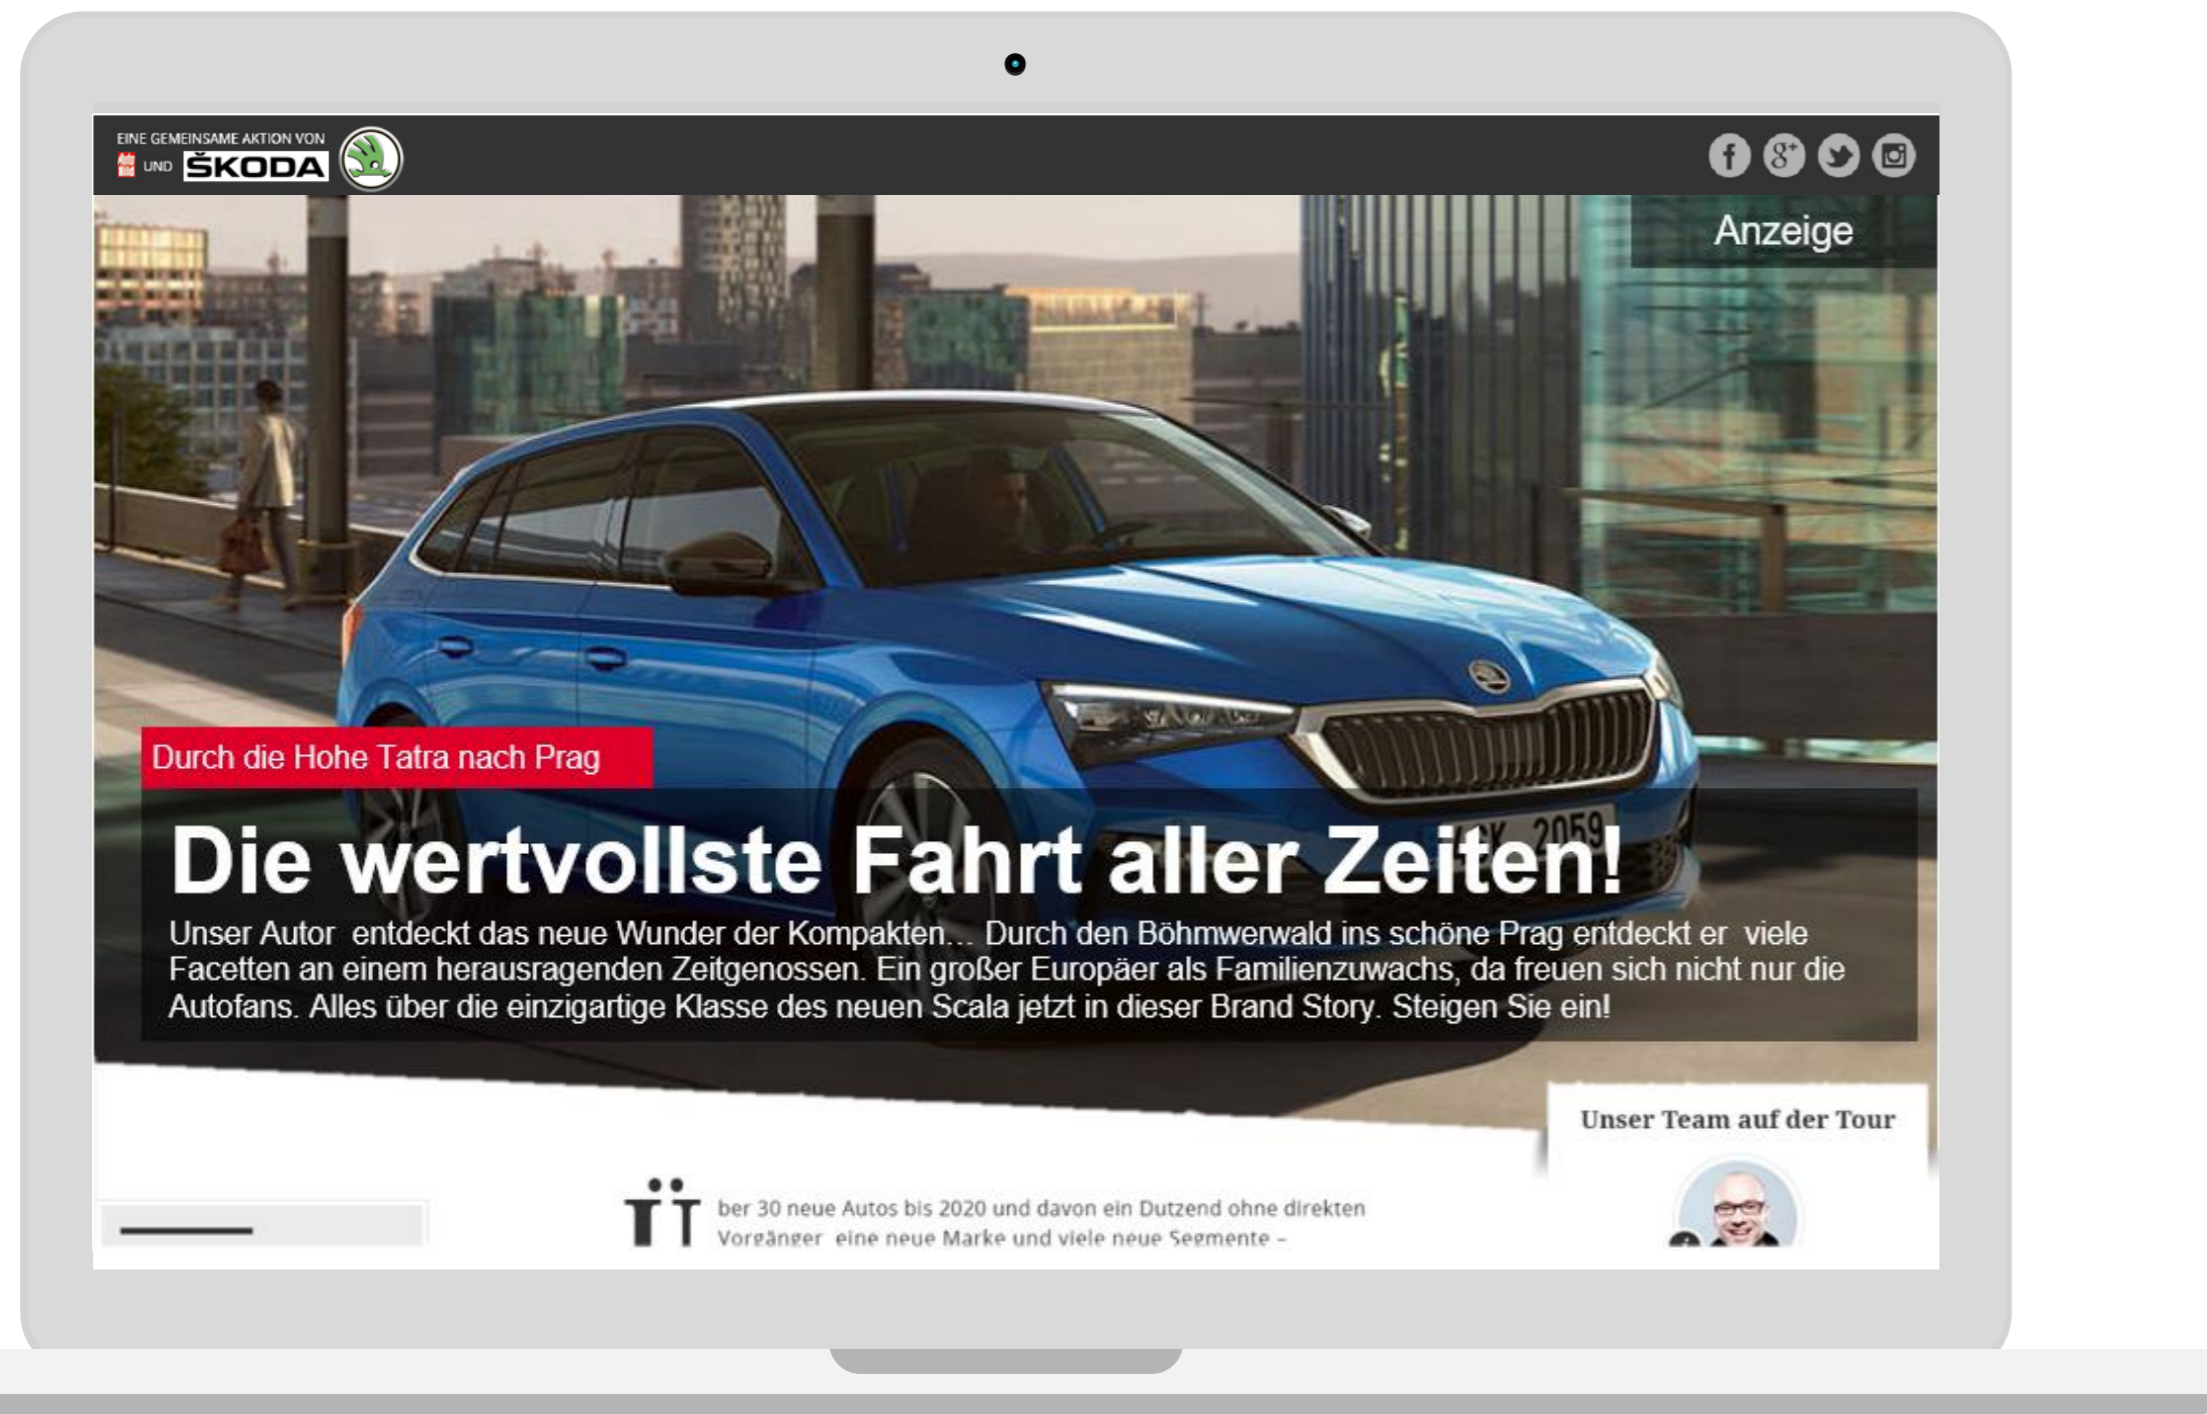 EINE GEMEINSAME AKTION VON
Auto Bild UND ŠKODA
f g+
Anzeige
Durch die Hohe Tatra nach Prag
2059
Die wertvollste Fahrt aller Zeiten!
Unser Autor entdeckt das neue Wunder der Kompakten... Durch den Böhmwerwald ins schöne Prag entdeckt er viele
Facetten an einem herausragenden Zeitgenossen. Ein großer Europäer als Familienzuwachs, da freuen sich nicht nur die
Autofans. Alles über die einzigartige Klasse des neuen Scala jetzt in dieser Brand Story. Steigen Sie ein!
Unser Team auf der Tour
Ü ber 30 neue Autos bis 2020 und davon ein Dutzend ohne direkten
Vorgänger eine neue Marke und viele neue Segmente –